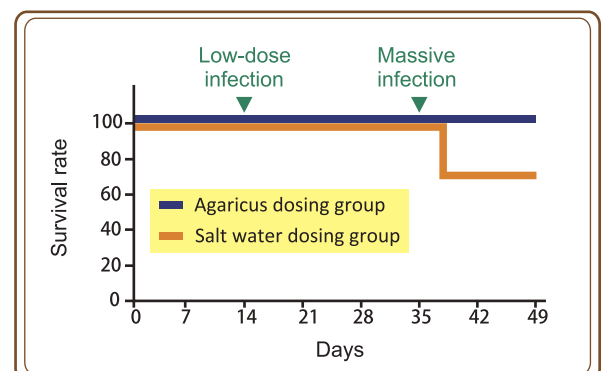 Low-dose
infection
Massive
infection
Survival rate
100
80
60
40
20
0
Agaricus dosing group
Salt water dosing group
0 7 14 21 28 35 42 49
Days